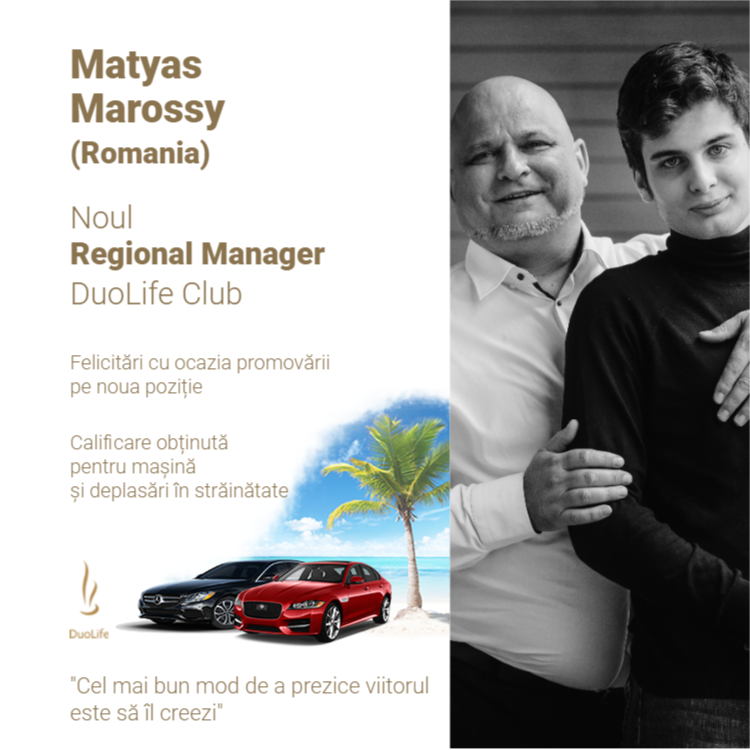 Matyas
Marossy
(Romania)
Noul
Regional Manager
DuoLife Club
Felicitări cu ocazia promovării
pe noua poziție
Calificare obținută
pentru mașină
și deplasări în străinătate
DuoLife
"Cel mai bun mod de a prezice viitorul
este să îl creezi"